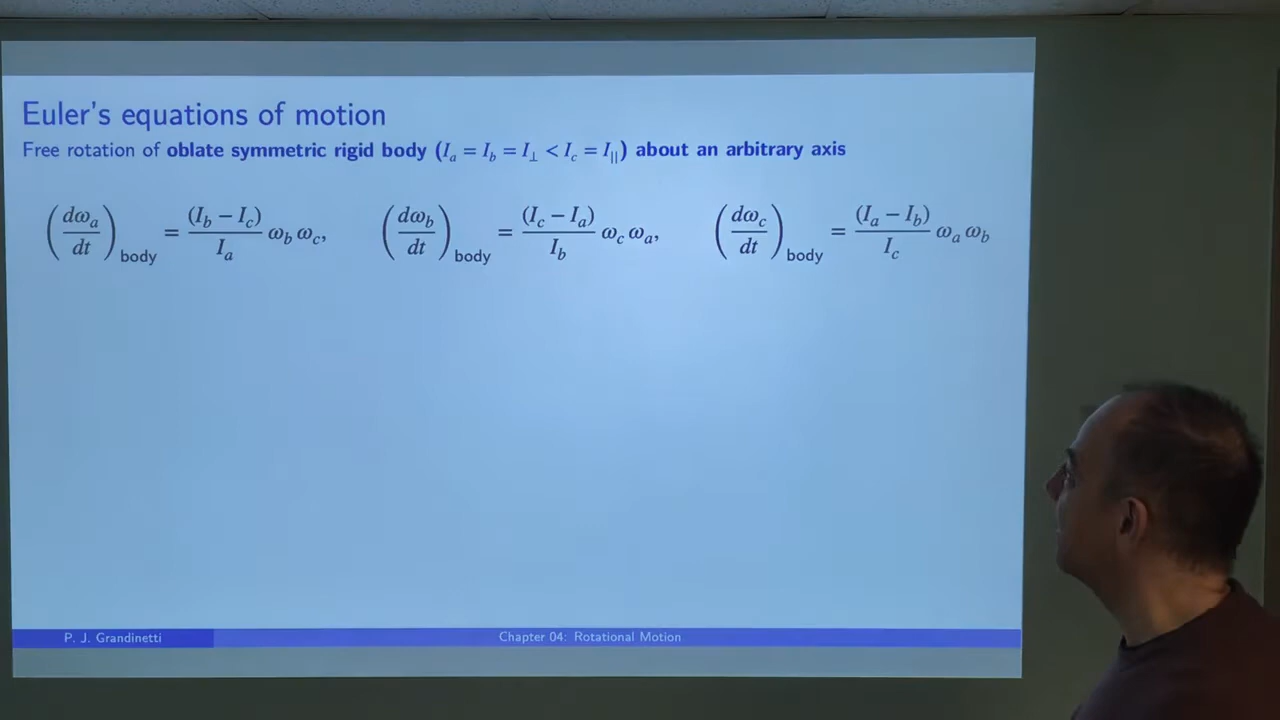 Euler's equations of motion
Free rotation of oblate symmetric rigid body (I_a = I_b = I_⊥ < I_c = I_||) about an arbitrary axis
(dω_a/dt)_body = (I_b − I_c)/I_a ω_b ω_c, (dω_b/dt)_body = (I_c − I_a)/I_b ω_c ω_a, (dω_c/dt)_body = (I_a − I_b)/I_c ω_a ω_b
P. J. Grandinetti Chapter 04: Rotational Motion